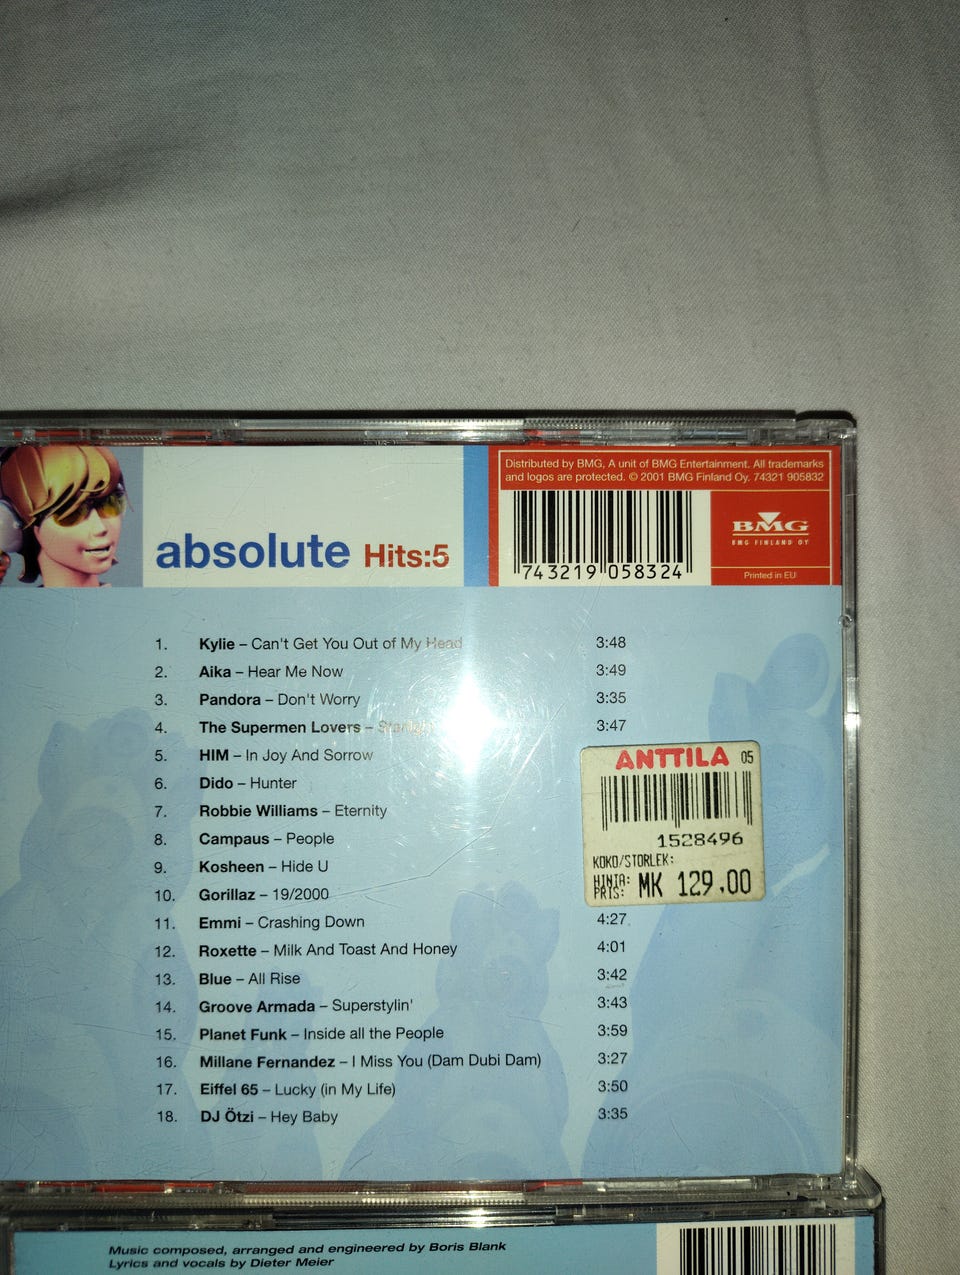 Distributed by BMG, A unit of BMG Entertainment. All trademarks
and logos are protected. © 2001 BMG Finland Oy. 74321 905832
absolute Hits:5
7 43219 058324
BMG
BMG FINLAND OY
Printed in EU
1. Kylie – Can't Get You Out of My Head 3:48
2. Aika – Hear Me Now 3:49
3. Pandora – Don't Worry 3:35
4. The Supermen Lovers – Starlight 3:47
5. HIM – In Joy And Sorrow
6. Dido – Hunter
7. Robbie Williams – Eternity
8. Campaus – People
9. Kosheen – Hide U
10. Gorillaz – 19/2000
11. Emmi – Crashing Down 4:27
12. Roxette – Milk And Toast And Honey 4:01
13. Blue – All Rise 3:42
14. Groove Armada – Superstylin' 3:43
15. Planet Funk – Inside all the People 3:59
16. Millane Fernandez – I Miss You (Dam Dubi Dam) 3:27
17. Eiffel 65 – Lucky (in My Life) 3:50
18. DJ Ötzi – Hey Baby 3:35
ANTTILA 05
1528496
KOKO/STORLEK:
HINTA:
PRIS: MK 129,00
Music composed, arranged and engineered by Boris Blank
Lyrics and vocals by Dieter Meier